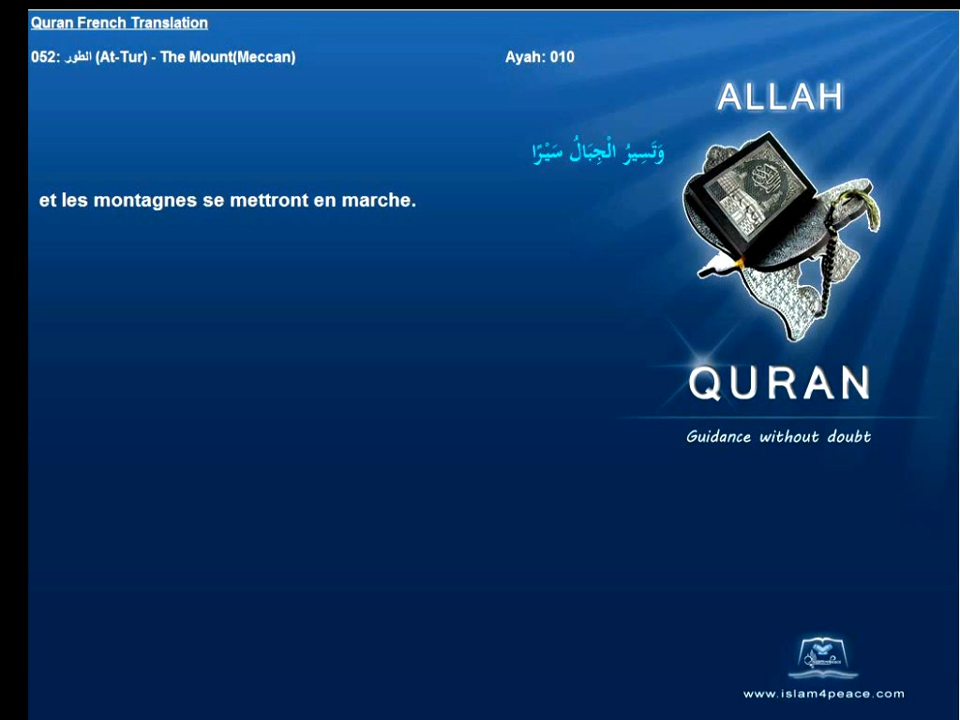 Quran French Translation
052: الطور (At-Tur) - The Mount(Meccan) Ayah: 010
ALLAH
وَتَسِيرُ الْجِبَالُ سَيْرًا
et les montagnes se mettront en marche.
QURAN
Guidance without doubt
www.islam4peace.com